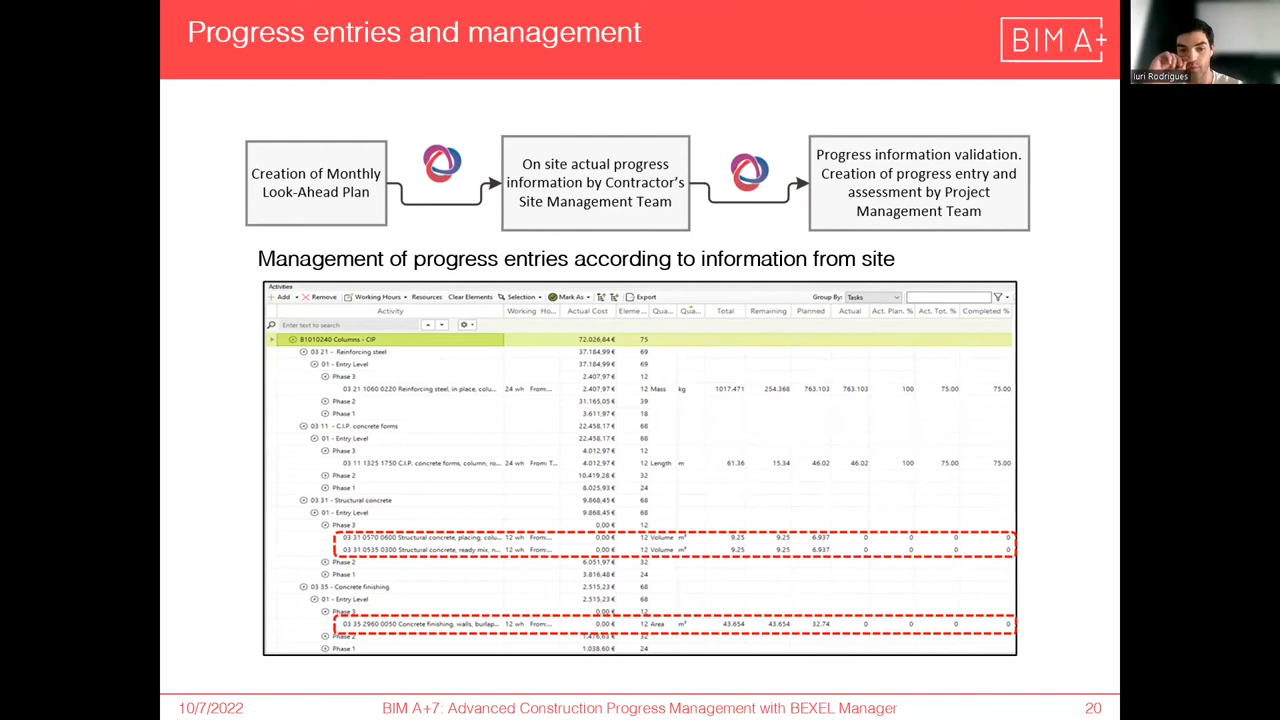 Progress entries and management
BIM A+
Iuri Rodrigues
Creation of Monthly
Look-Ahead Plan
On site actual progress
information by Contractor's
Site Management Team
Progress information validation.
Creation of progress entry and
assessment by Project
Management Team
Management of progress entries according to information from site
Activities
Add Remove Working Hours Resources Clear Elements Selection Mark As Export Group By: Tasks
Activity Working Ho... Actual Cost Eleme... Qua... Qua... Total Remaining Planned Actual Act. Plan. % Act. Tot. % Completed %
Enter text to search
B1010240 Columns - CIP 72.026,84 € 75
03 21 - Reinforcing steel 37.184,99 € 69
01 - Entry Level 37.184,99 € 69
Phase 3 2.407,97 € 12
03 21 1060 0220 Reinforcing steel, in place, colu... 24 wh From:... 2.407,97 € 12 Mass kg 1017.471 254.368 763.103 763.103 100 75.00 75.00
Phase 2 31.165,05 € 39
Phase 1 3.611,97 € 18
03 11 - C.I.P. concrete forms 22.458,17 € 68
01 - Entry Level 22.458,17 € 68
Phase 3 4.012,97 € 12
03 11 1325 1750 C.I.P. concrete forms, column, ro... 24 wh From: T... 4.012,97 € 12 Length m 61.36 15.34 46.02 46.02 100 75.00 75.00
Phase 2 10.419,28 € 32
Phase 1 8.025,93 € 24
03 31 - Structural concrete 9.868,45 € 68
01 - Entry Level 9.868,45 € 68
Phase 3 0,00 € 12
03 31 0570 0600 Structural concrete, placing, colu... 12 wh From:... 0,00 € 12 Volume m³ 9.25 9.25 6.937 0 0 0 0
03 31 0535 0300 Structural concrete, ready mix, n... 12 wh From:... 0,00 € 12 Volume m³ 9.25 9.25 6.937 0 0 0 0
Phase 2 6.051,97 € 32
Phase 1 3.816,48 € 24
03 35 - Concrete finishing 2.515,23 € 68
01 - Entry Level 2.515,23 € 68
Phase 3 0,00 € 12
03 35 2960 0050 Concrete finishing, walls, burlap... 12 wh From:... 0,00 € 12 Area m² 43.654 43.654 32.74 0 0 0 0
Phase 2 1.476,63 € 32
Phase 1 1.038,60 € 24
10/7/2022 BIM A+7: Advanced Construction Progress Management with BEXEL Manager 20